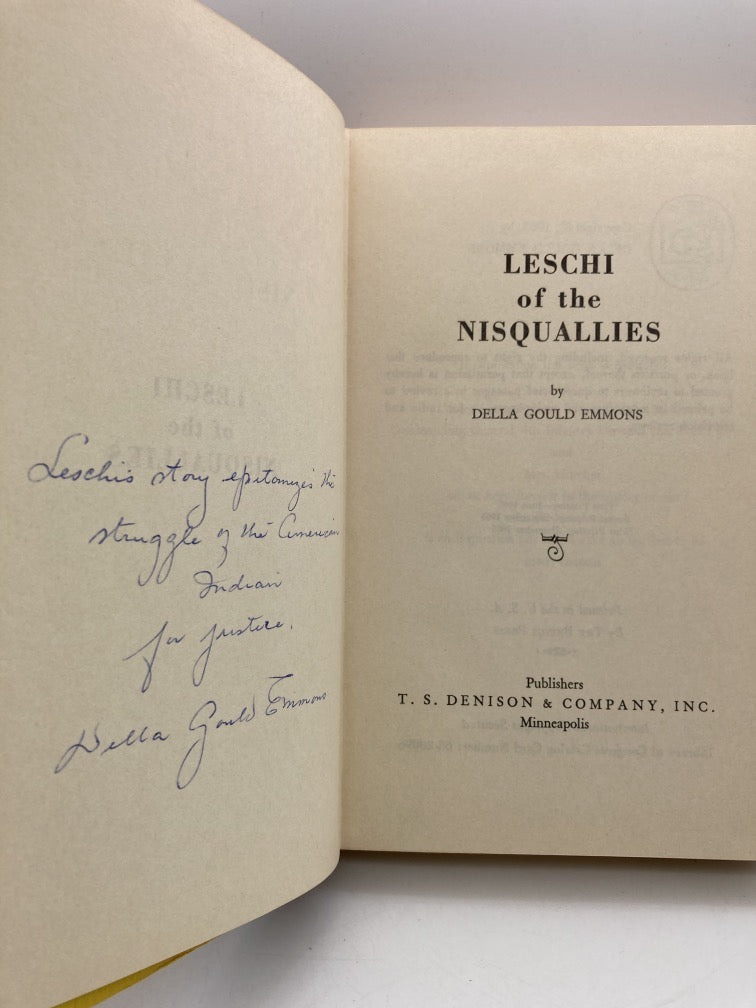 Leschi's story epitomizes the
struggle of the American
Indian
for justice.
Della Gould Emmons
LESCHI
of the
NISQUALLIES
by
DELLA GOULD EMMONS
Publishers
T. S. DENISON & COMPANY, INC.
Minneapolis